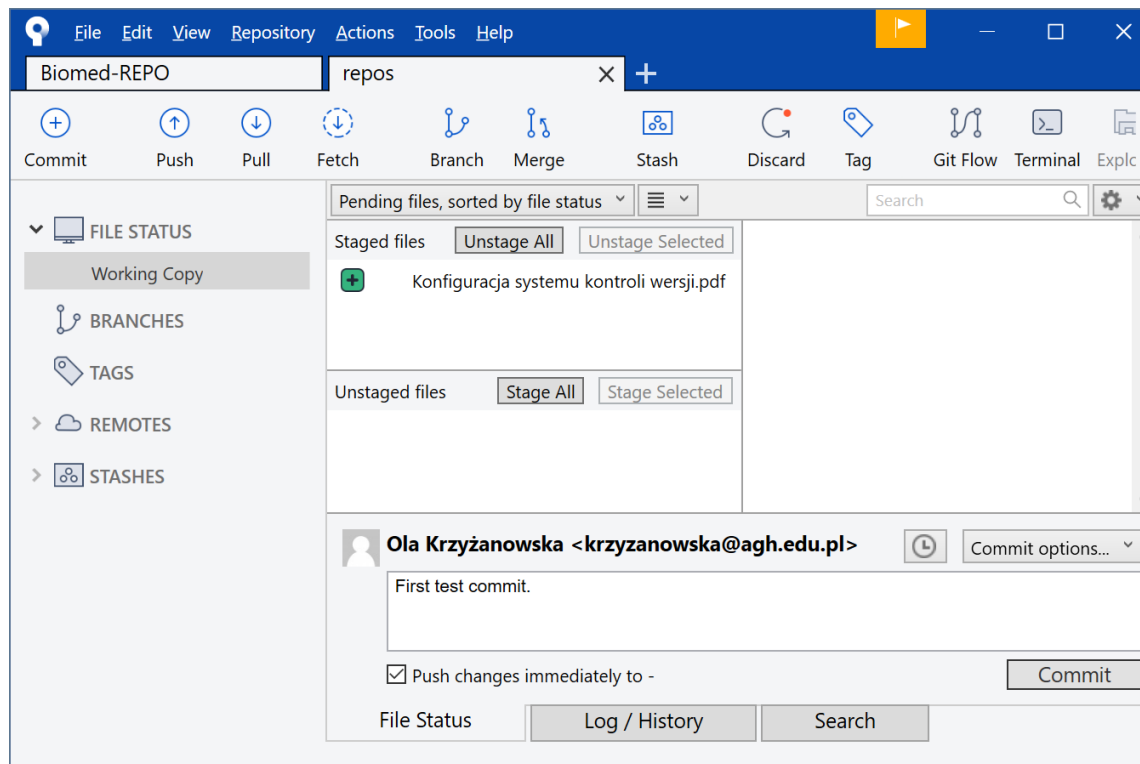 File Edit View Repository Actions Tools Help
Biomed-REPO repos
Commit Push Pull Fetch Branch Merge Stash Discard Tag Git Flow Terminal Explo
Pending files, sorted by file status Search
FILE STATUS
Working Copy
BRANCHES
TAGS
REMOTES
STASHES
Staged files Unstage All Unstage Selected
Konfiguracja systemu kontroli wersji.pdf
Unstaged files Stage All Stage Selected
Ola Krzyżanowska <krzyzanowska@agh.edu.pl> Commit options...
First test commit.
Push changes immediately to - Commit
File Status Log / History Search